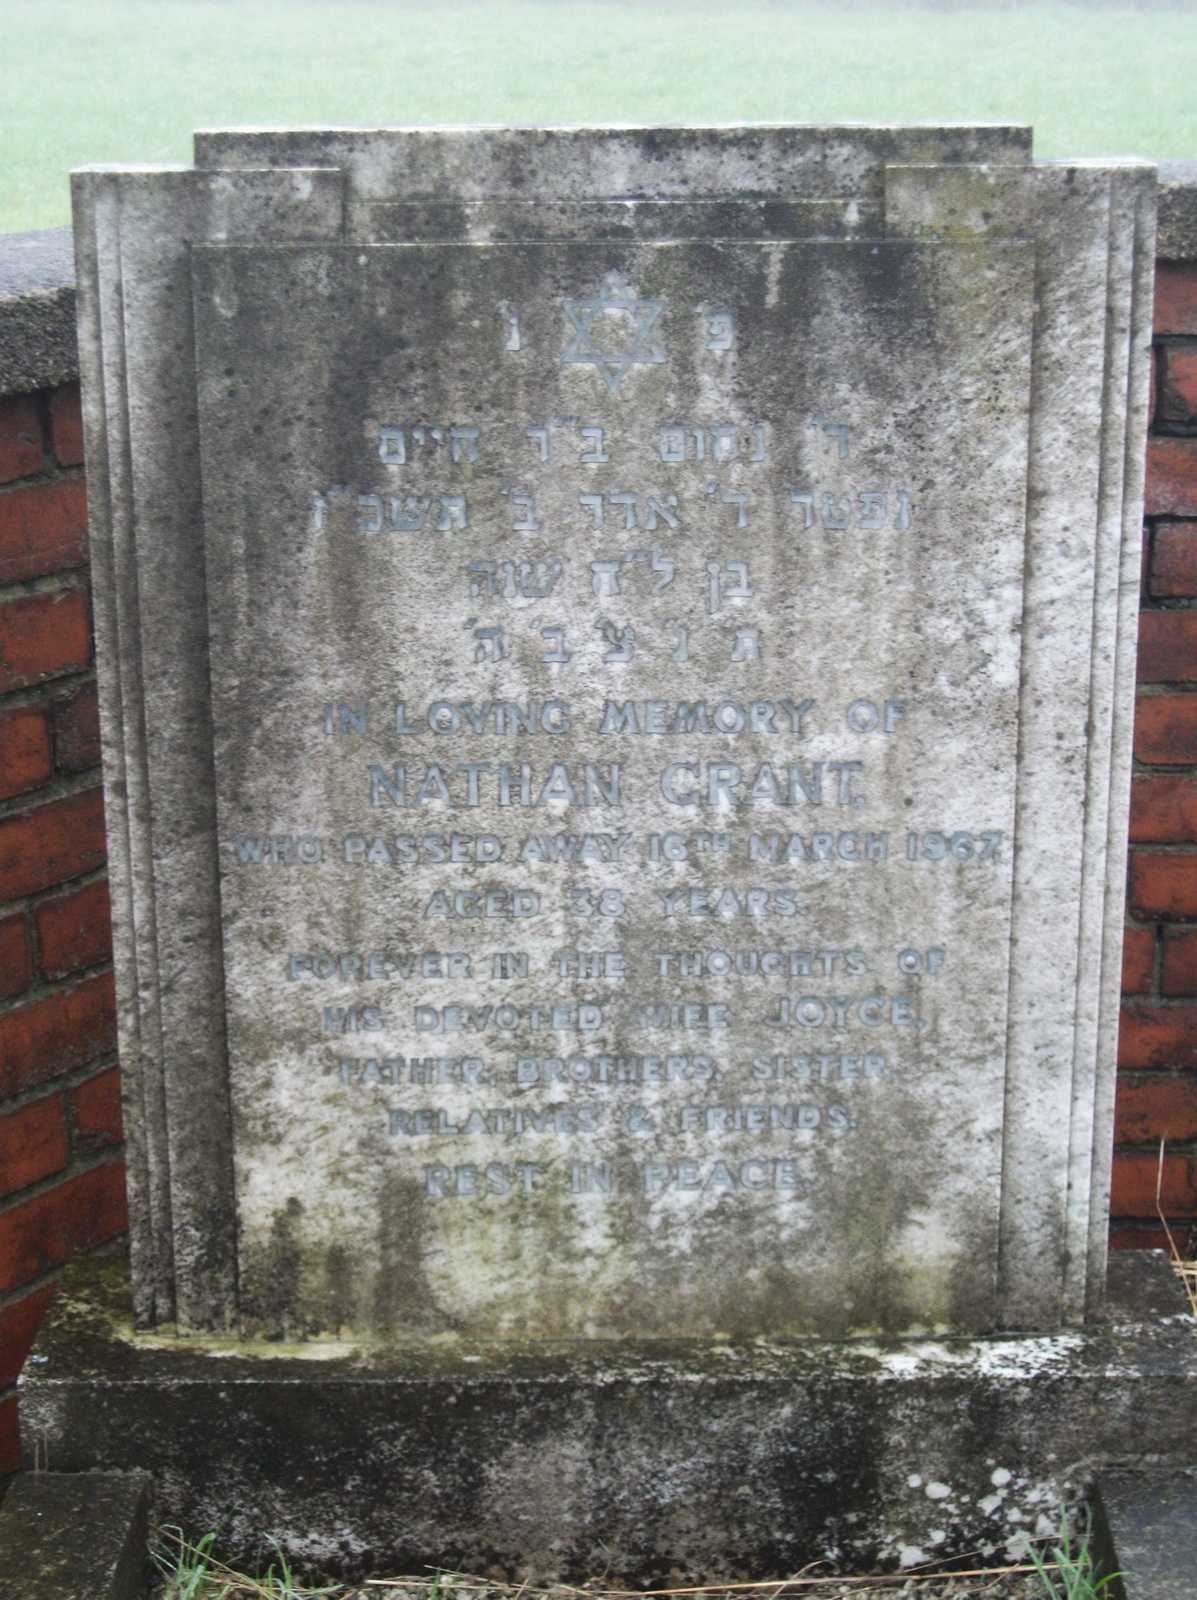 פ' נ'
ר' נחום ב"ר חיים
נפטר ד' אדר ב' תשכ"ז
בן ל"ח שנה
ת' נ' צ' ב' ה'
IN LOVING MEMORY OF
NATHAN GRANT.
WHO PASSED AWAY 16TH MARCH 1967.
AGED 38 YEARS.
FOREVER IN THE THOUGHTS OF
HIS DEVOTED WIFE JOYCE,
FATHER, BROTHERS, SISTER
RELATIVES & FRIENDS.
REST IN PEACE.